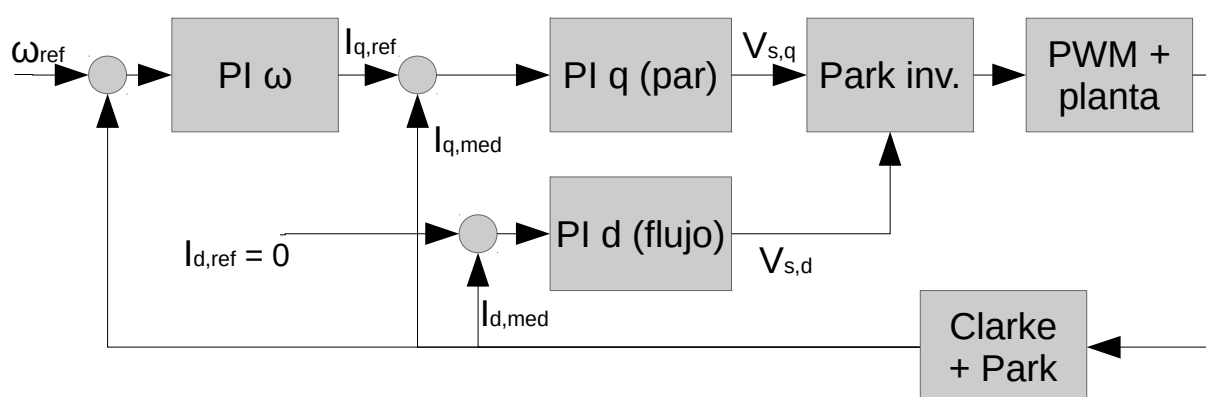 ωref
PI ω
Iq,ref
Iq,med
PI q (par)
Vs,q
Park inv.
PWM +
planta
Id,ref = 0
Id,med
PI d (flujo)
Vs,d
Clarke
+ Park